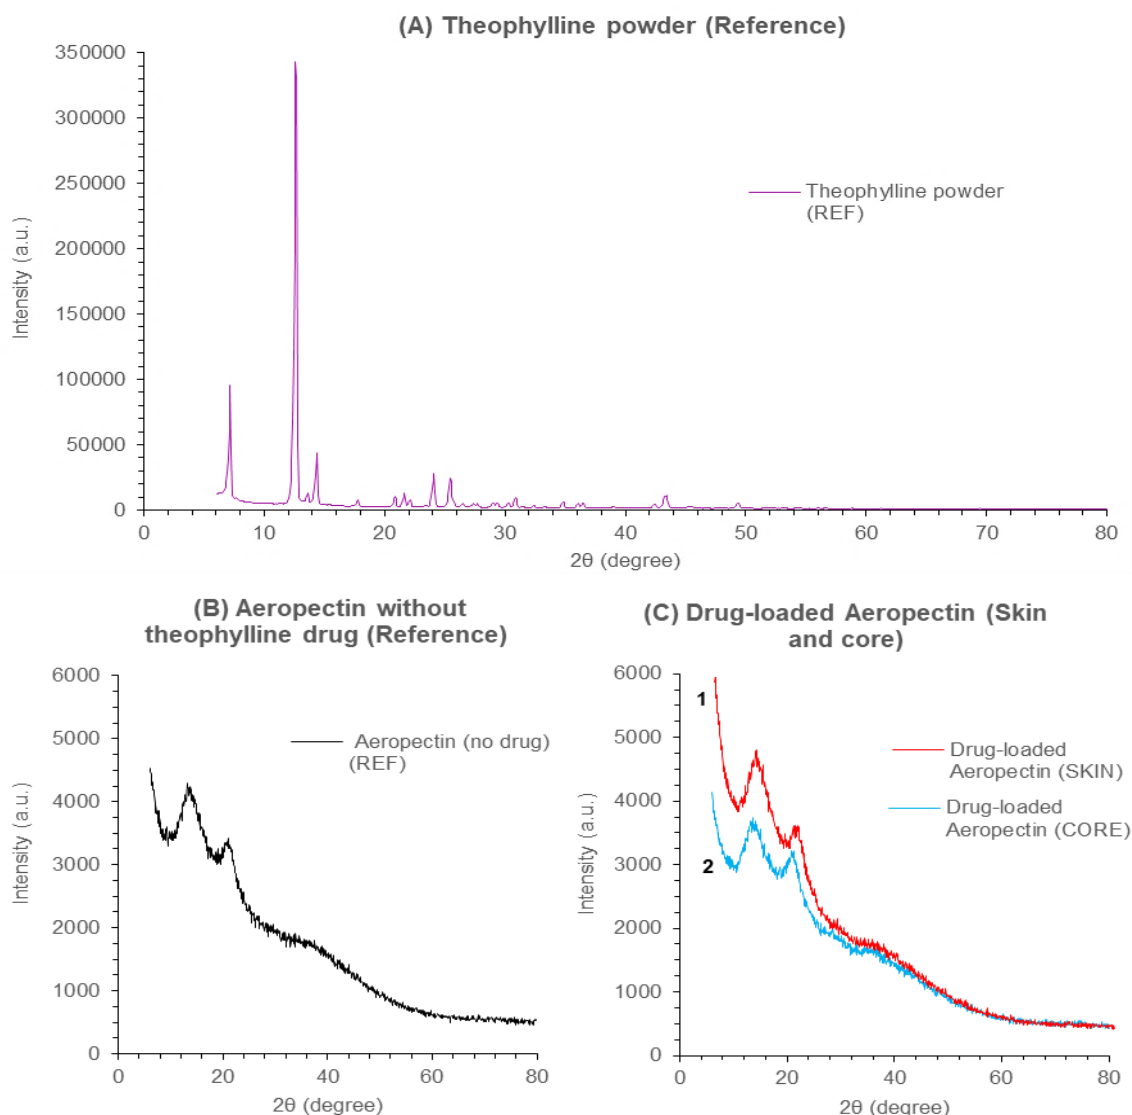 (A) Theophylline powder (Reference)
350000
300000
250000
200000
150000
100000
50000
0
Intensity (a.u.)
Theophylline powder
(REF)
0 10 20 30 40 50 60 70 80
2θ (degree)
(B) Aeropectin without
theophylline drug (Reference)
6000
5000
4000
3000
2000
1000
0
Intensity (a.u.)
Aeropectin (no drug)
(REF)
0 20 40 60 80
2θ (degree)
(C) Drug-loaded Aeropectin (Skin
and core)
6000
5000
4000
3000
2000
1000
0
Intensity (a.u.)
1
2
Drug-loaded
Aeropectin (SKIN)
Drug-loaded
Aeropectin (CORE)
0 20 40 60 80
2θ (degree)